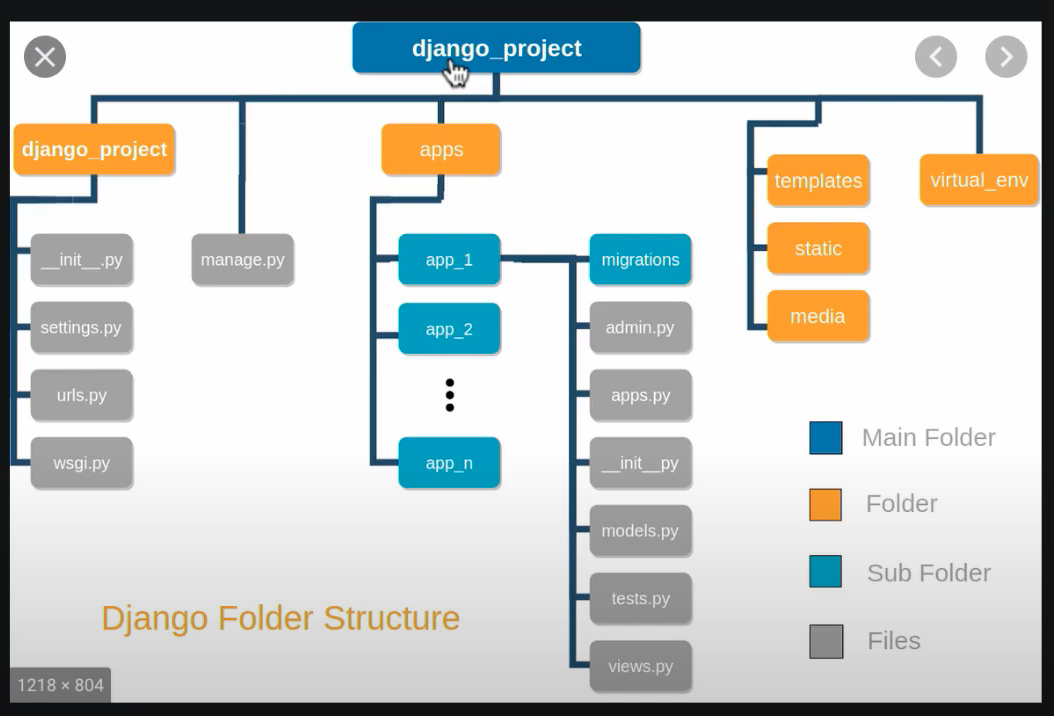 django_project
django_project
apps
templates
virtual_env
static
media
__init__.py
manage.py
app_1
migrations
settings.py
app_2
admin.py
urls.py
apps.py
wsgi.py
app_n
__init__py
models.py
tests.py
views.py
Main Folder
Folder
Sub Folder
Files
Django Folder Structure
1218 × 804